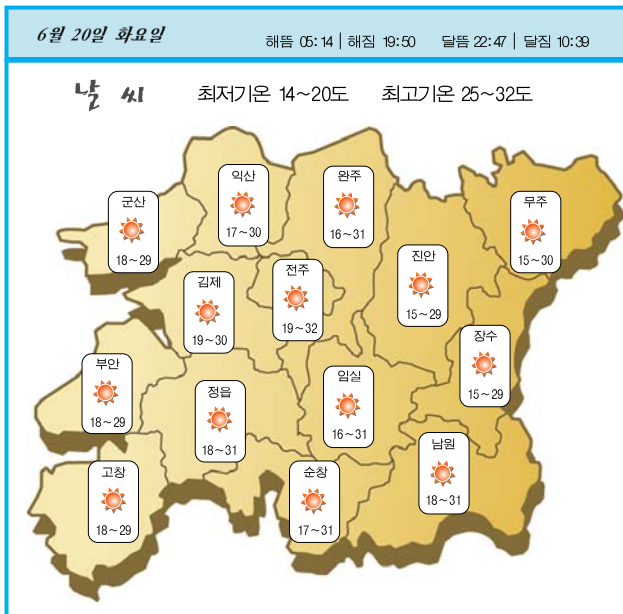 6월 20일 화요일
해뜸 05:14 | 해짐 19:50 달뜸 22:47 | 달짐 10:39
날 씨 최저기온 14~20도 최고기온 25~32도
익산
17~30
완주
16~31
군산
18~29
무주
15~30
진안
15~29
전주
19~32
김제
19~30
장수
15~29
부안
18~29
임실
16~31
정읍
18~31
남원
18~31
고창
18~29
순창
17~31